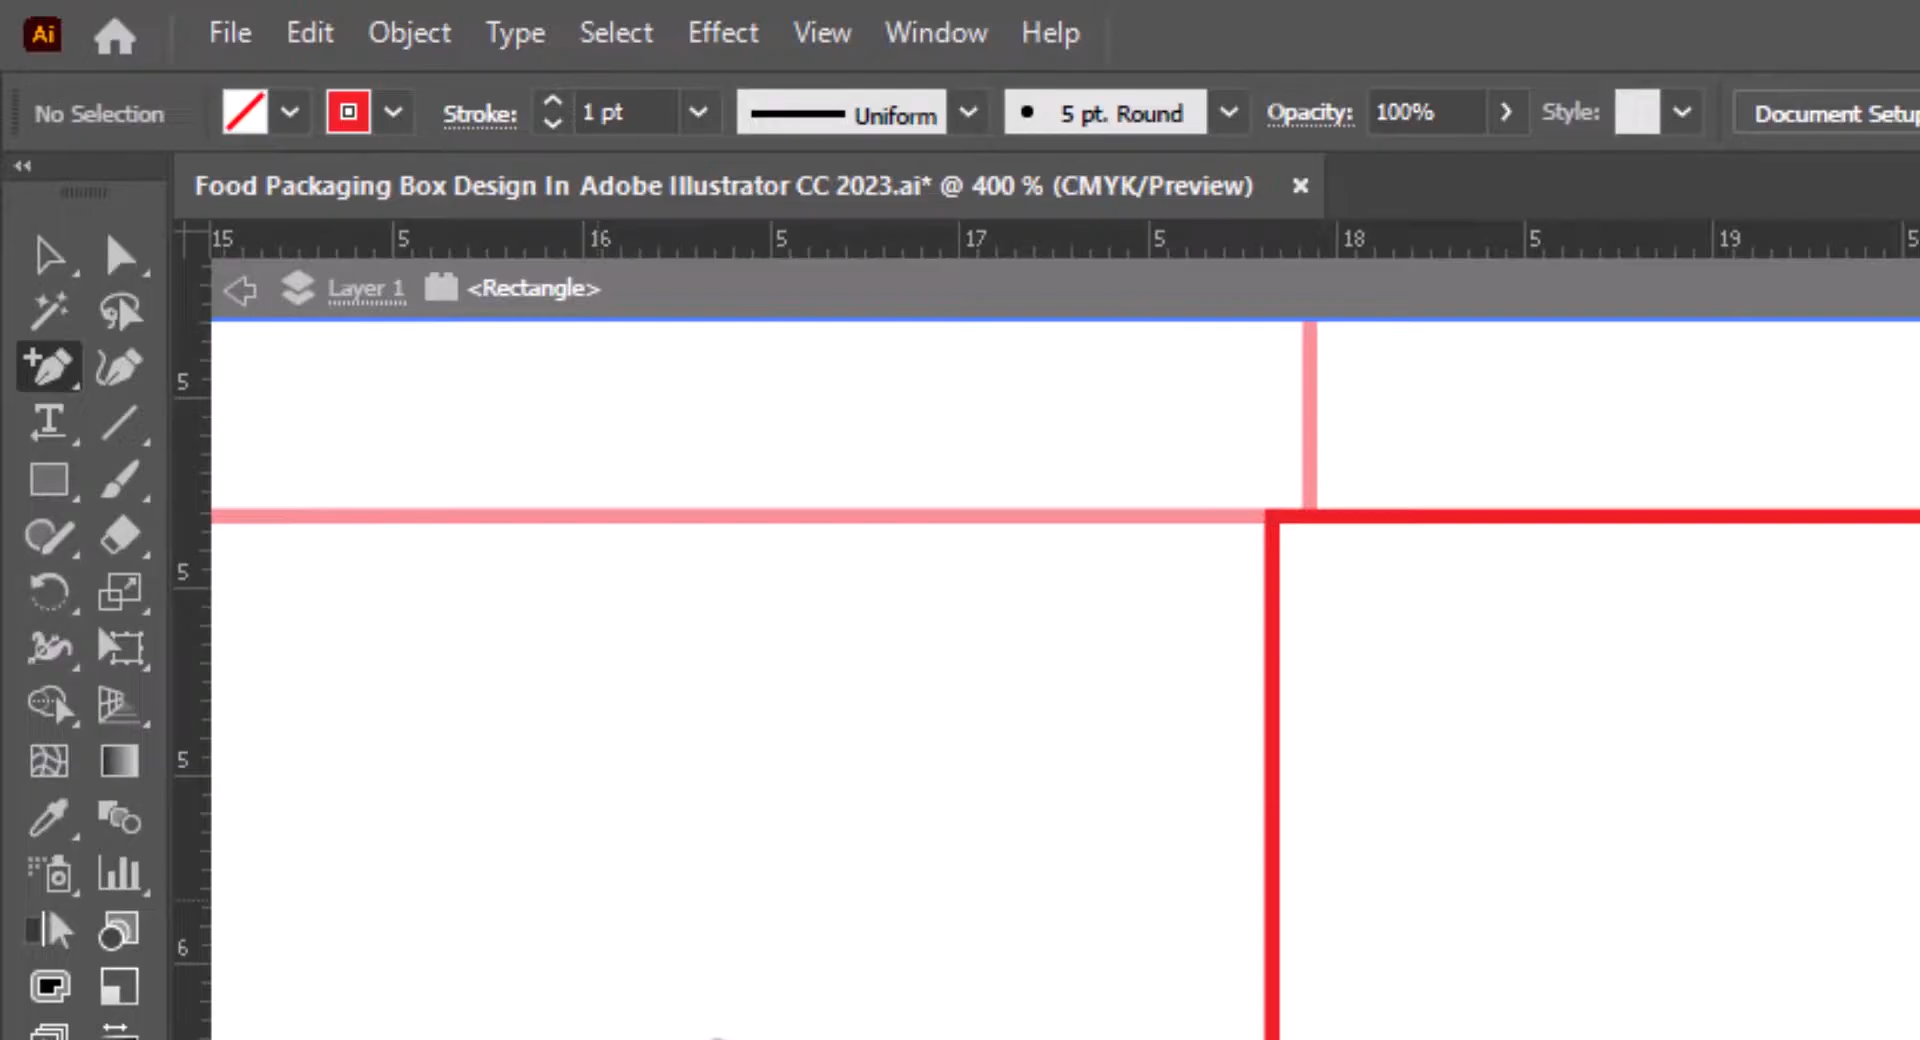 Ai File Edit Object Type Select Effect View Window Help
No Selection Stroke: 1 pt Uniform 5 pt. Round Opacity: 100% Style: Document Setup
Food Packaging Box Design In Adobe Illustrator CC 2023.ai* @ 400 % (CMYK/Preview) ×
15 5 16 5 17 5 18 5 19 5
Layer 1 <Rectangle>
5
5
5
6